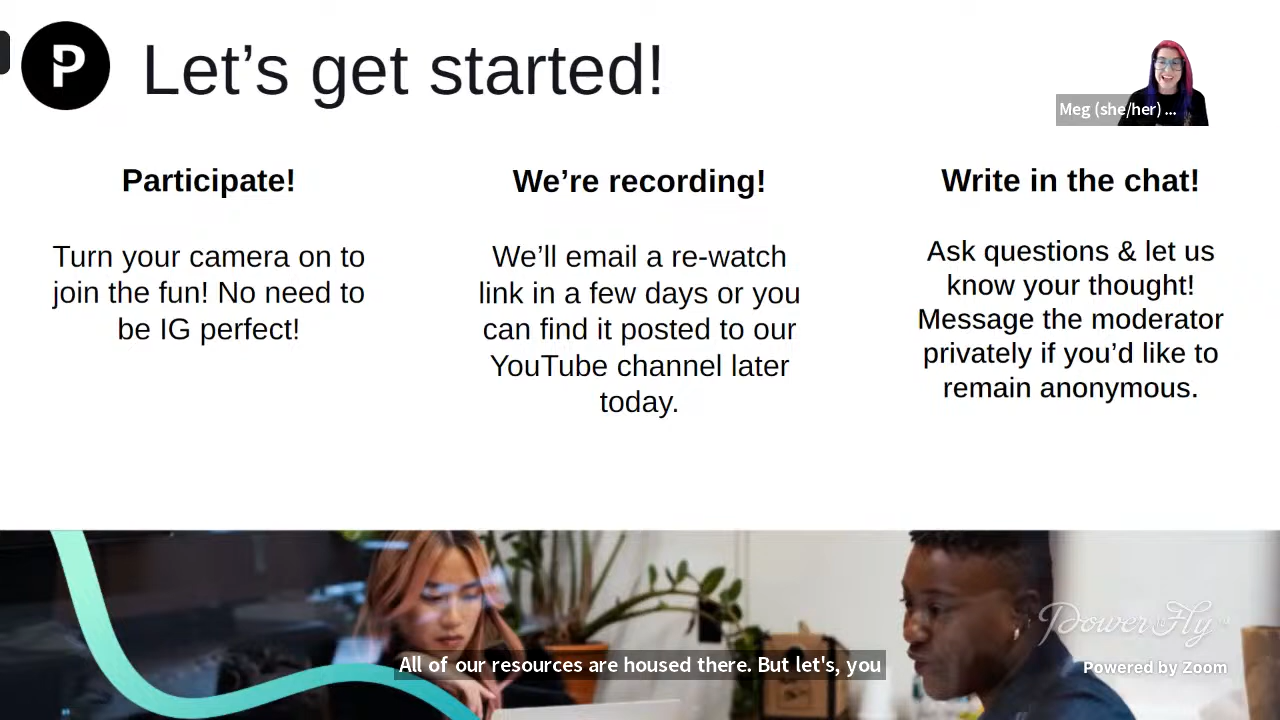 P
Let’s get started!
Meg (she/her) ...
Participate!
Turn your camera on to
join the fun! No need to
be IG perfect!
We’re recording!
We’ll email a re-watch
link in a few days or you
can find it posted to our
YouTube channel later
today.
Write in the chat!
Ask questions & let us
know your thought!
Message the moderator
privately if you’d like to
remain anonymous.
PowerToFly
Powered by Zoom
All of our resources are housed there. But let's, you